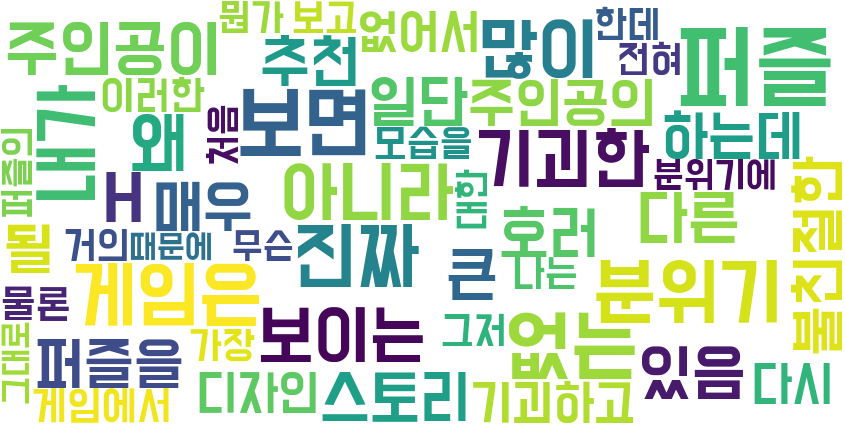 주인공이
뭔가 보고
없어서
많이
한데
전혀
퍼즐
추천
이러한
내가
왜
처음
보면
일단
주인공의
모습을
기괴한
하는데
분위기에
불친절한
퍼즐인
H
매우
아니라
대한
호러
다른
될
거의
때문에
무슨
진짜
큰
다는
분위기
게임은
물론
그대로
퍼즐을
가장
보이는
그저
없는
있음
다시
게임에서
디자인
스토리
기괴하고